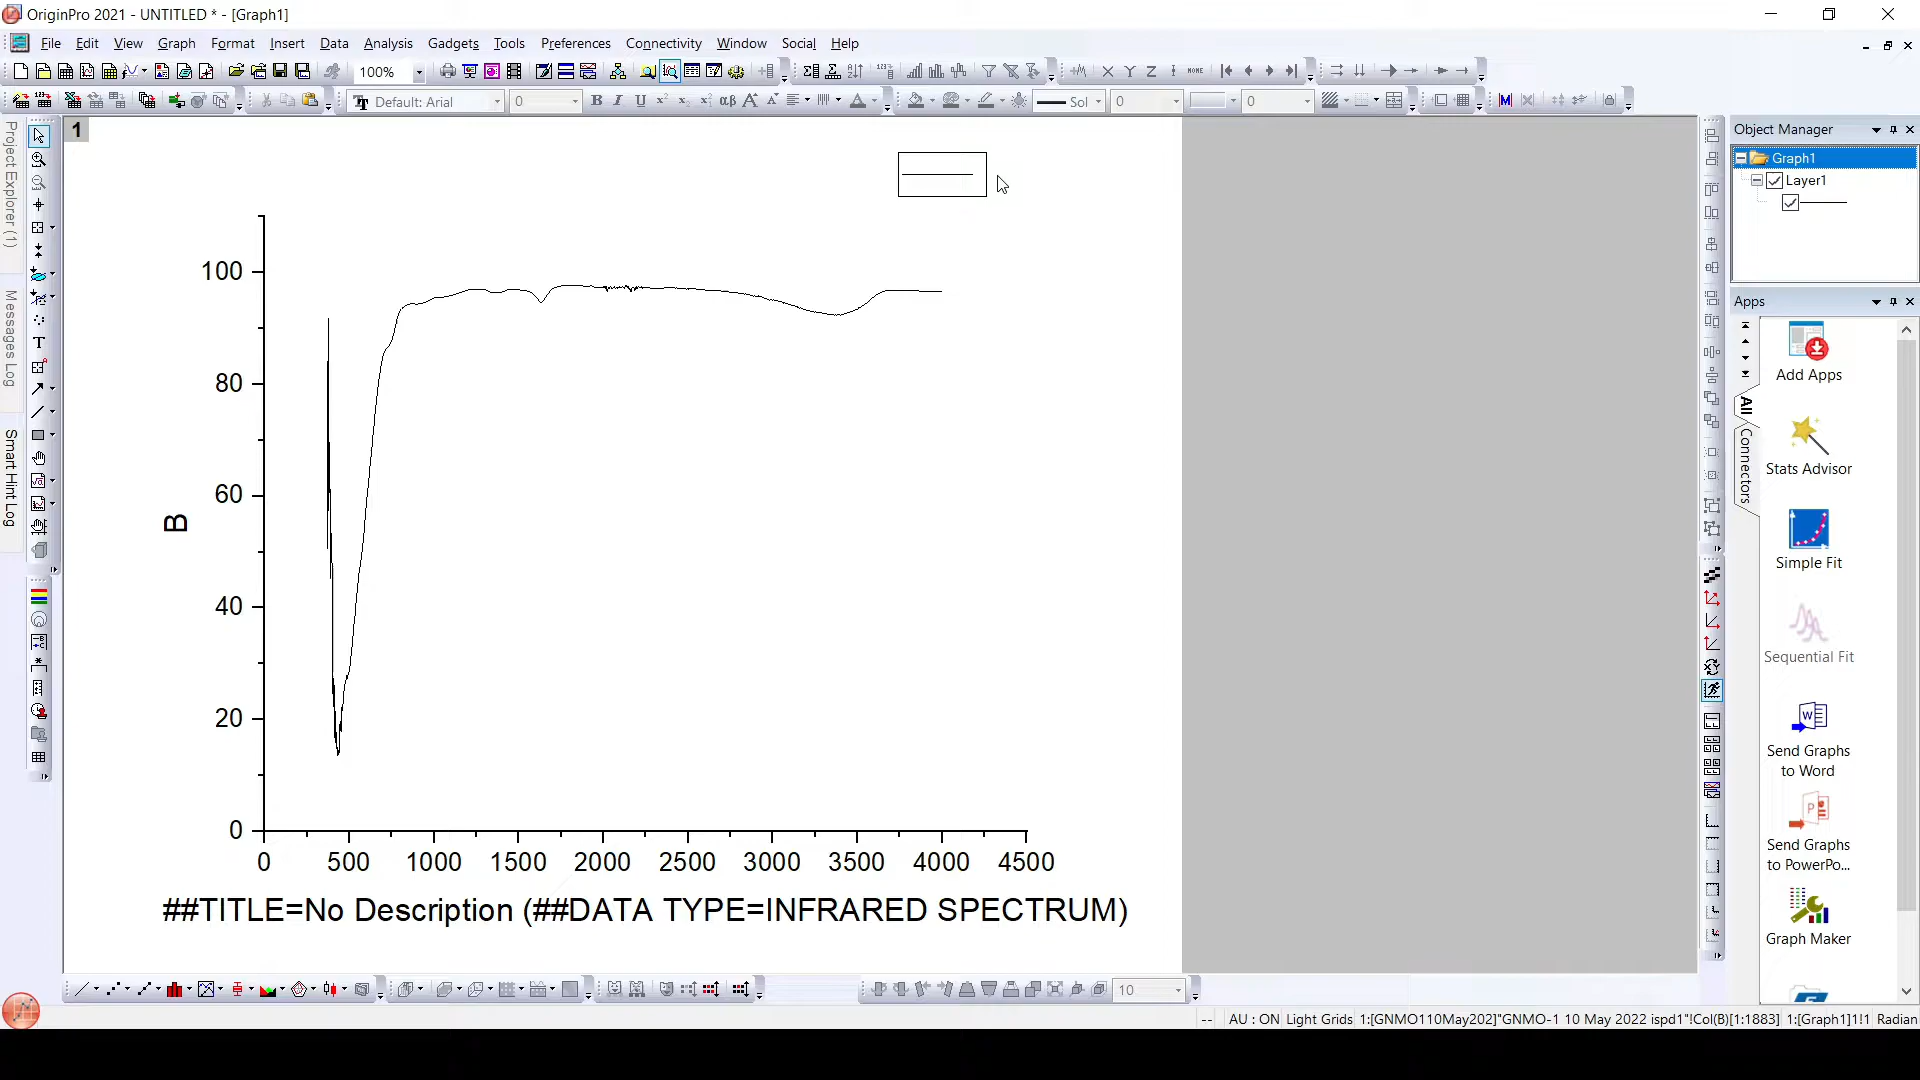 OriginPro 2021 - UNTITLED * - [Graph1]
File Edit View Graph Format Insert Data Analysis Gadgets Tools Preferences Connectivity Window Social Help
100%
Default: Arial 0 B I U Sol 0 0
Project Explorer (1)
Messages Log
Smart Hint Log
1
100
80
60
40
20
0
B
0 500 1000 1500 2000 2500 3000 3500 4000 4500
##TITLE=No Description (##DATA TYPE=INFRARED SPECTRUM)
Object Manager
Graph1
Layer1
Apps
All
Connectors
Add Apps
Stats Advisor
Simple Fit
Sequential Fit
Send Graphs
to Word
Send Graphs
to PowerPo...
Graph Maker
10
-- AU : ON Light Grids 1:[GNMO110May202]"GNMO-1 10 May 2022 ispd1"!Col(B)[1:1883] 1:[Graph1]1!1 Radian